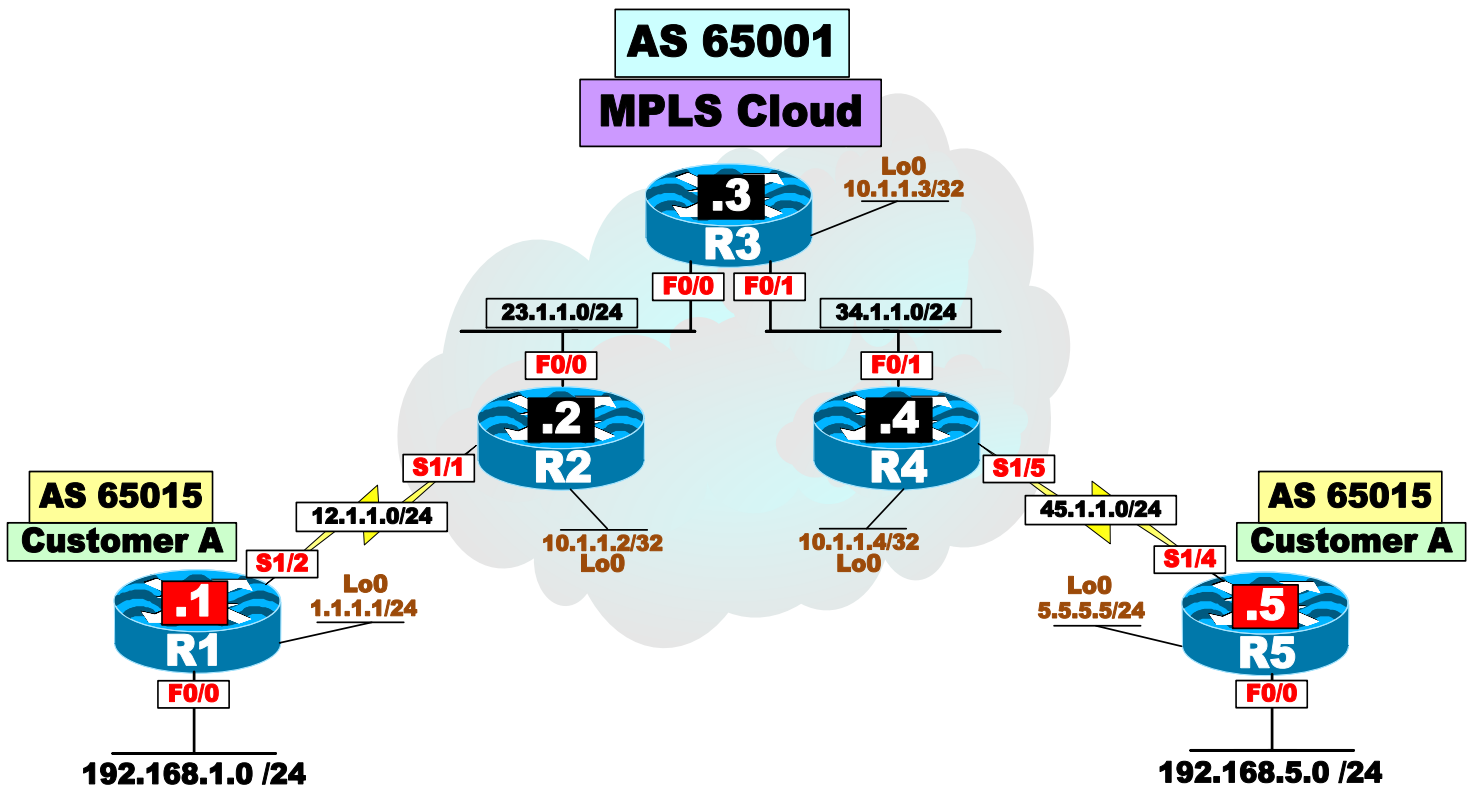 AS 65001
MPLS Cloud
Lo0
10.1.1.3/32
.3
R3
F0/0
F0/1
23.1.1.0/24
34.1.1.0/24
F0/0
F0/1
.2
R2
.4
R4
S1/1
S1/5
AS 65015
Customer A
12.1.1.0/24
45.1.1.0/24
AS 65015
Customer A
10.1.1.2/32
Lo0
10.1.1.4/32
Lo0
S1/2
S1/4
Lo0
1.1.1.1/24
Lo0
5.5.5.5/24
.1
R1
.5
R5
F0/0
F0/0
192.168.1.0 /24
192.168.5.0 /24